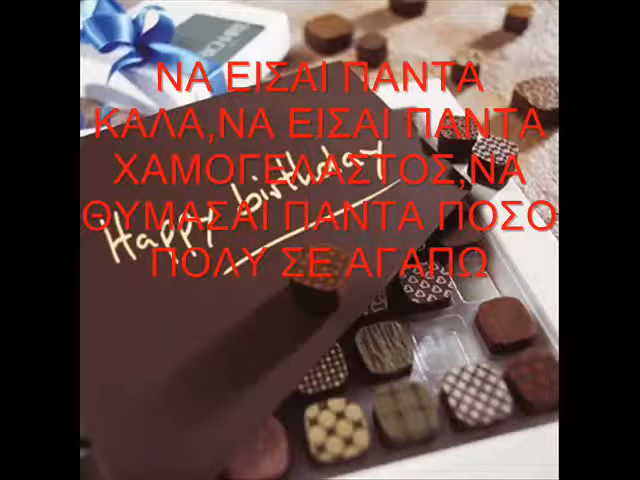 ΝΑ ΕΙΣΑΙ ΠΑΝΤΑ
ΚΑΛΑ,ΝΑ ΕΙΣΑΙ ΠΑΝΤΑ
ΧΑΜΟΓΕΛΑΣΤΟΣ,ΝΑ
ΘΥΜΑΣΑΙ ΠΑΝΤΑ ΠΟΣΟ
ΠΟΛΥ ΣΕ ΑΓΑΠΩ
Happy birthday